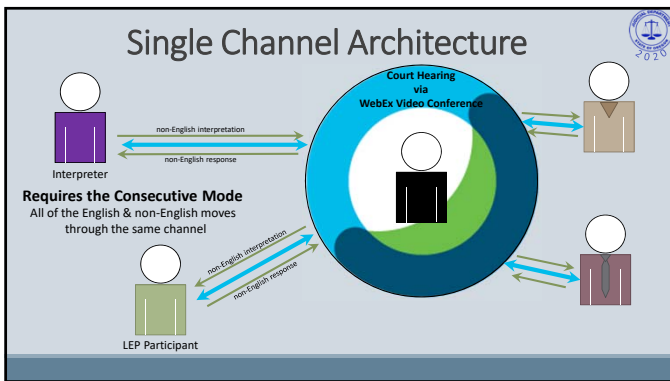 Single Channel Architecture
2020
Court Hearing
via
WebEx Video Conference
non-English interpretation
non-English response
Interpreter
Requires the Consecutive Mode
All of the English & non-English moves
through the same channel
non-English interpretation
non-English response
LEP Participant